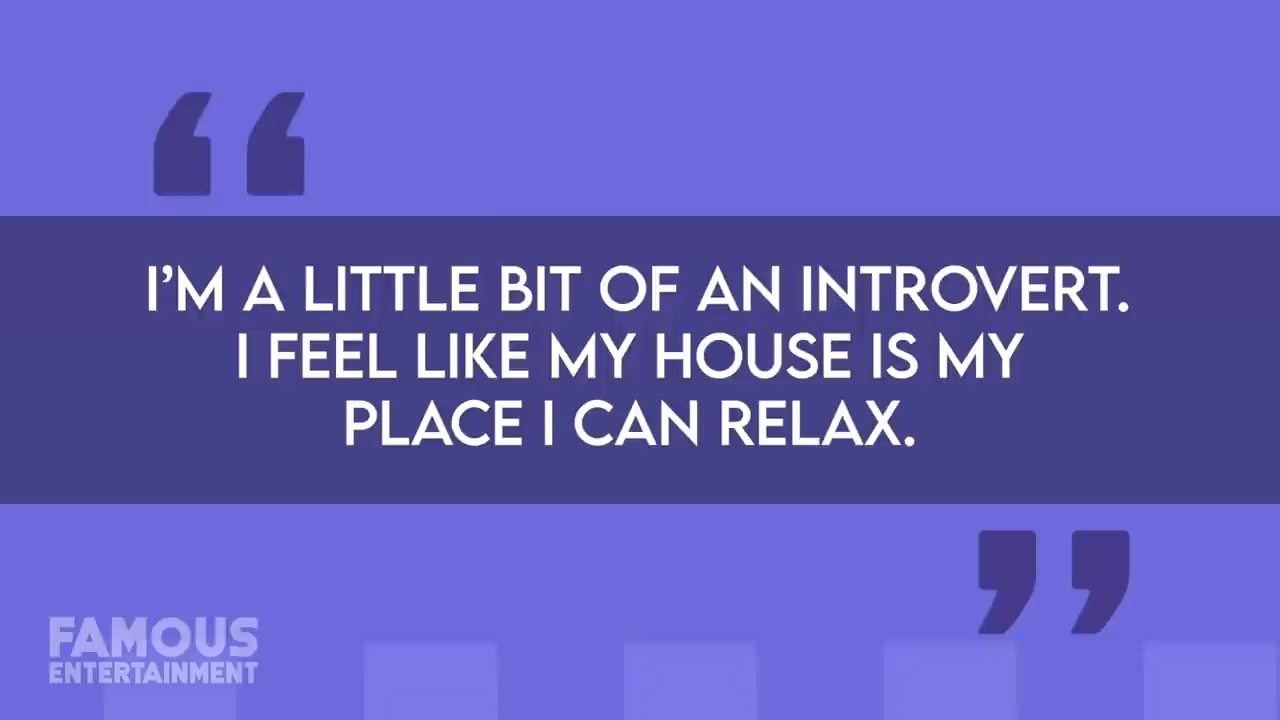 “
I’M A LITTLE BIT OF AN INTROVERT.
I FEEL LIKE MY HOUSE IS MY
PLACE I CAN RELAX.
”
FAMOUS
ENTERTAINMENT